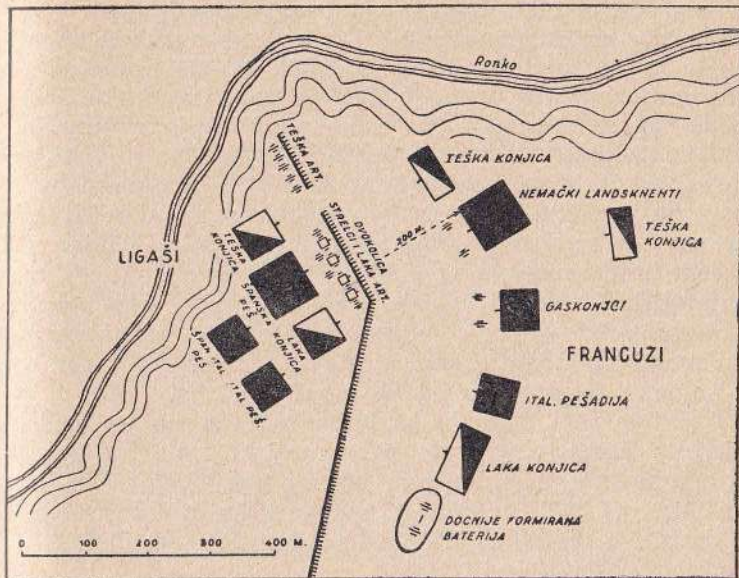 Ronko
TEŠKA ART.
TEŠKA KONJICA
NEMAČKI LANDSKNEHTI
DVOKOLICA
STRELCI I LAKA ART.
200 M.
TEŠKA
KONJICA
LIGAŠI
TEŠKA
KONJICA
ŠPANSKA
PEŠ.
LAKA
KONJICA
GASKONJCI
FRANCUZI
ŠPAN. ITAL.
PEŠ.
ITAL. PEŠ.
ITAL. PEŠADIJA
LAKA KONJICA
DOCNIJE FORMIRANA
BATERIJA
0 100 200 300 400 M.